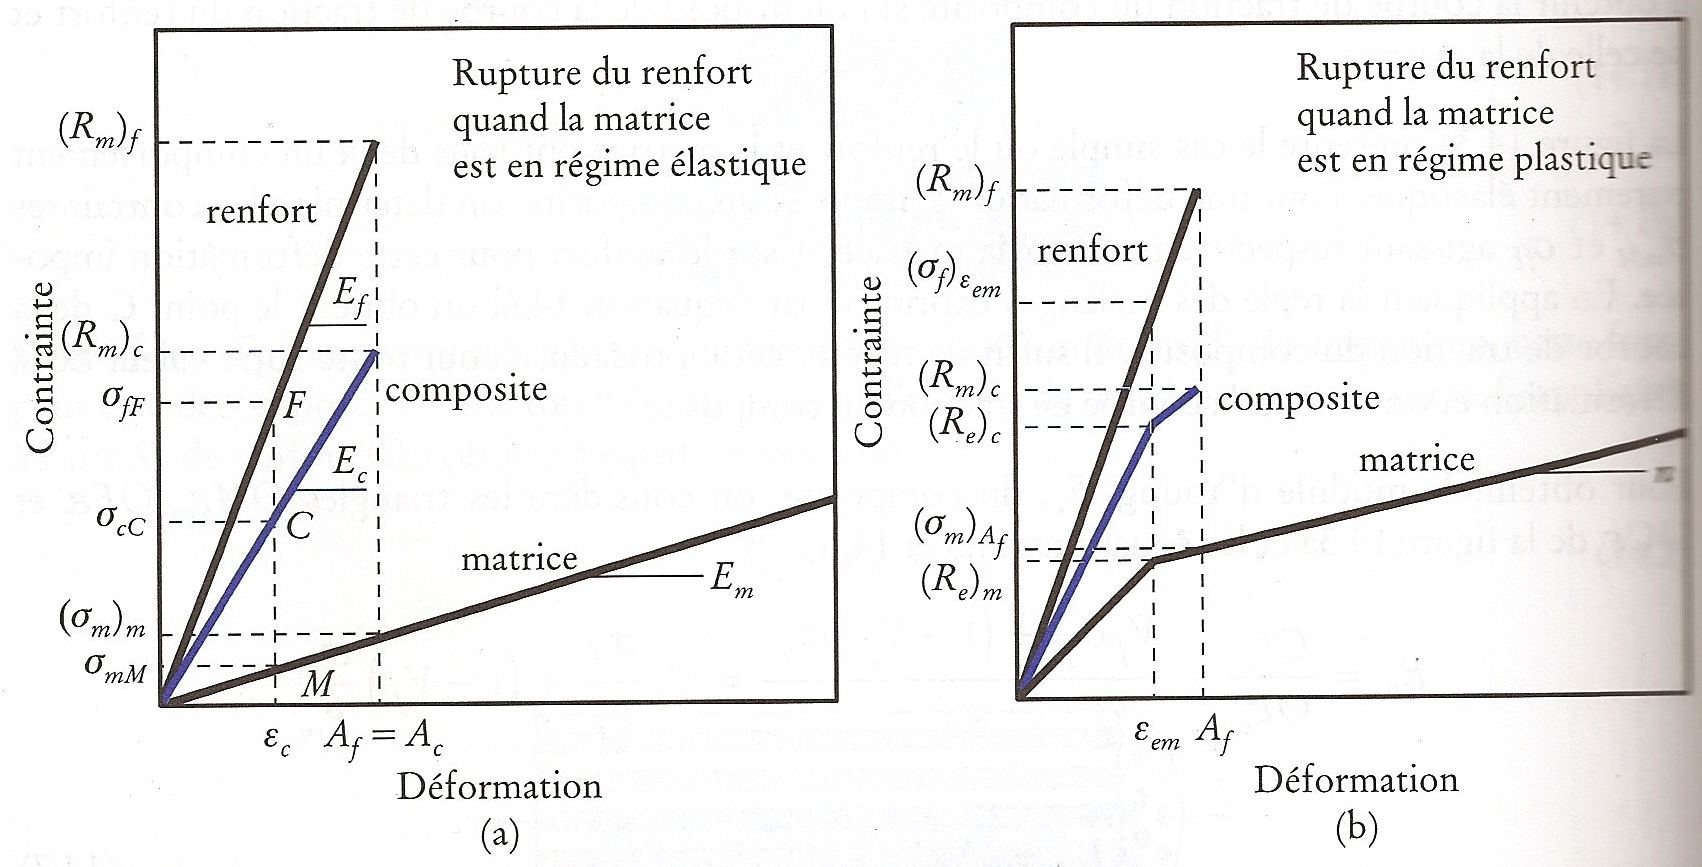 Rupture du renfort
quand la matrice
est en régime élastique
(Rₘ)f
renfort
Ef
(Rₘ)c
composite
σfF
F
Ec
σcC
C
matrice
Eₘ
(σₘ)ₘ
σₘM
M
εc
Af = Ac
Contrainte
Déformation
(a)
Rupture du renfort
quand la matrice
est en régime plastique
(Rₘ)f
renfort
(σf)εₑₘ
(Rₘ)c
composite
(Rₑ)c
matrice
(σₘ)Af
(Rₑ)ₘ
εₑₘ
Af
Contrainte
Déformation
(b)